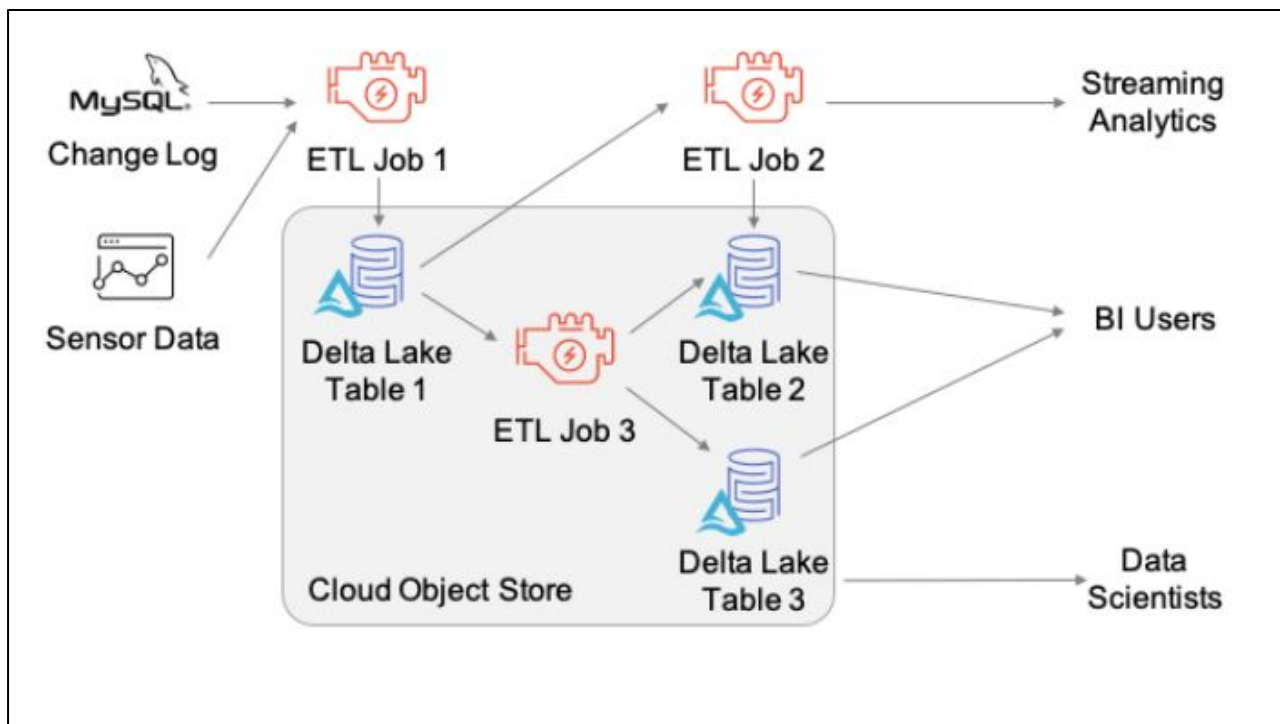 MySQL®
Change Log
ETL Job 1
ETL Job 2
Streaming
Analytics
Sensor Data
Delta Lake
Table 1
ETL Job 3
Delta Lake
Table 2
BI Users
Delta Lake
Table 3
Cloud Object Store
Data
Scientists